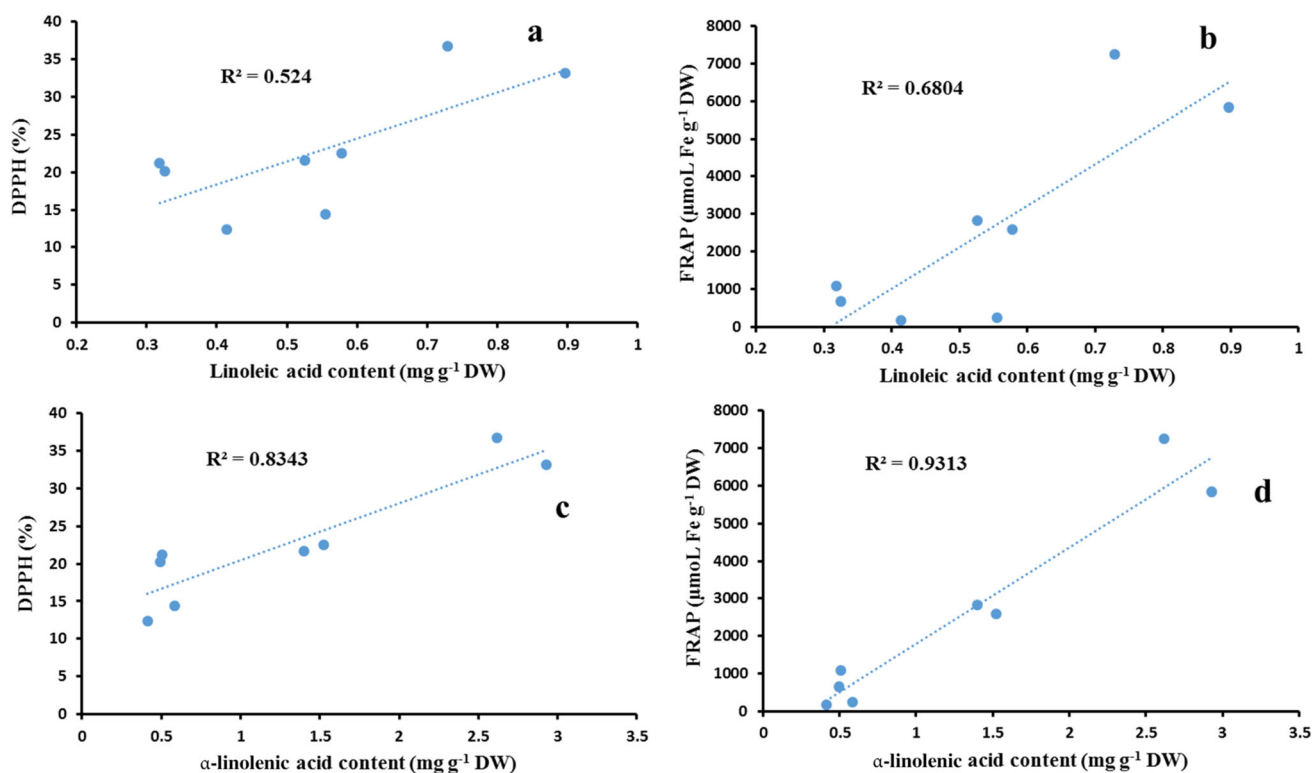 a
R² = 0.524
DPPH (%)
40
35
30
25
20
15
10
5
0
0.2 0.3 0.4 0.5 0.6 0.7 0.8 0.9 1
Linoleic acid content (mg g⁻¹ DW)
b
R² = 0.6804
FRAP (µmoL Fe g⁻¹ DW)
8000
7000
6000
5000
4000
3000
2000
1000
0
0.2 0.3 0.4 0.5 0.6 0.7 0.8 0.9 1
Linoleic acid content (mg g⁻¹ DW)
c
R² = 0.8343
DPPH (%)
40
35
30
25
20
15
10
5
0
0 0.5 1 1.5 2 2.5 3 3.5
α-linolenic acid content (mg g⁻¹ DW)
d
R² = 0.9313
FRAP (µmoL Fe g⁻¹ DW)
8000
7000
6000
5000
4000
3000
2000
1000
0
0 0.5 1 1.5 2 2.5 3 3.5
α-linolenic acid content (mg g⁻¹ DW)